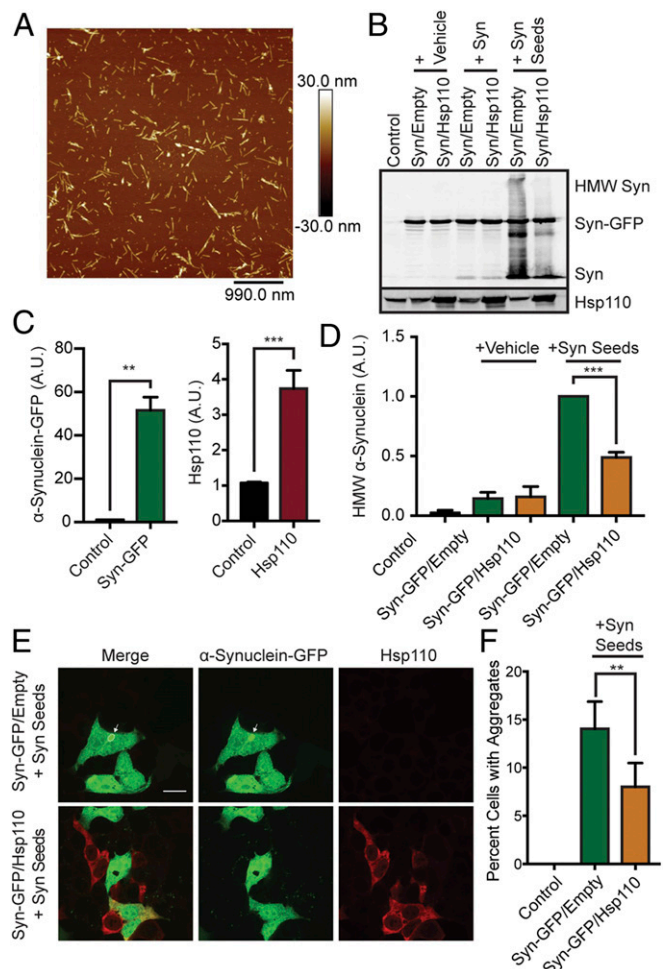 A
30.0 nm
-30.0 nm
990.0 nm
B
+ Vehicle
+ Syn
+ Syn Seeds
Control
Syn/Empty
Syn/Hsp110
Syn/Empty
Syn/Hsp110
Syn/Empty
Syn/Hsp110
HMW Syn
Syn-GFP
Syn
Hsp110
C
α-Synuclein-GFP (A.U.)
80
60
40
20
0
**
Control
Syn-GFP
Hsp110 (A.U.)
5
4
3
2
1
0
***
Control
Hsp110
D
HMW α-Synuclein (A.U.)
1.5
1.0
0.5
0.0
+Vehicle
+Syn Seeds
***
Control
Syn-GFP/Empty
Syn-GFP/Hsp110
Syn-GFP/Empty
Syn-GFP/Hsp110
E
Merge
α-Synuclein-GFP
Hsp110
Syn-GFP/Empty
+ Syn Seeds
Syn-GFP/Hsp110
+ Syn Seeds
F
+Syn
Seeds
Percent Cells with Aggregates
20
15
10
5
0
**
Control
Syn-GFP/Empty
Syn-GFP/Hsp110